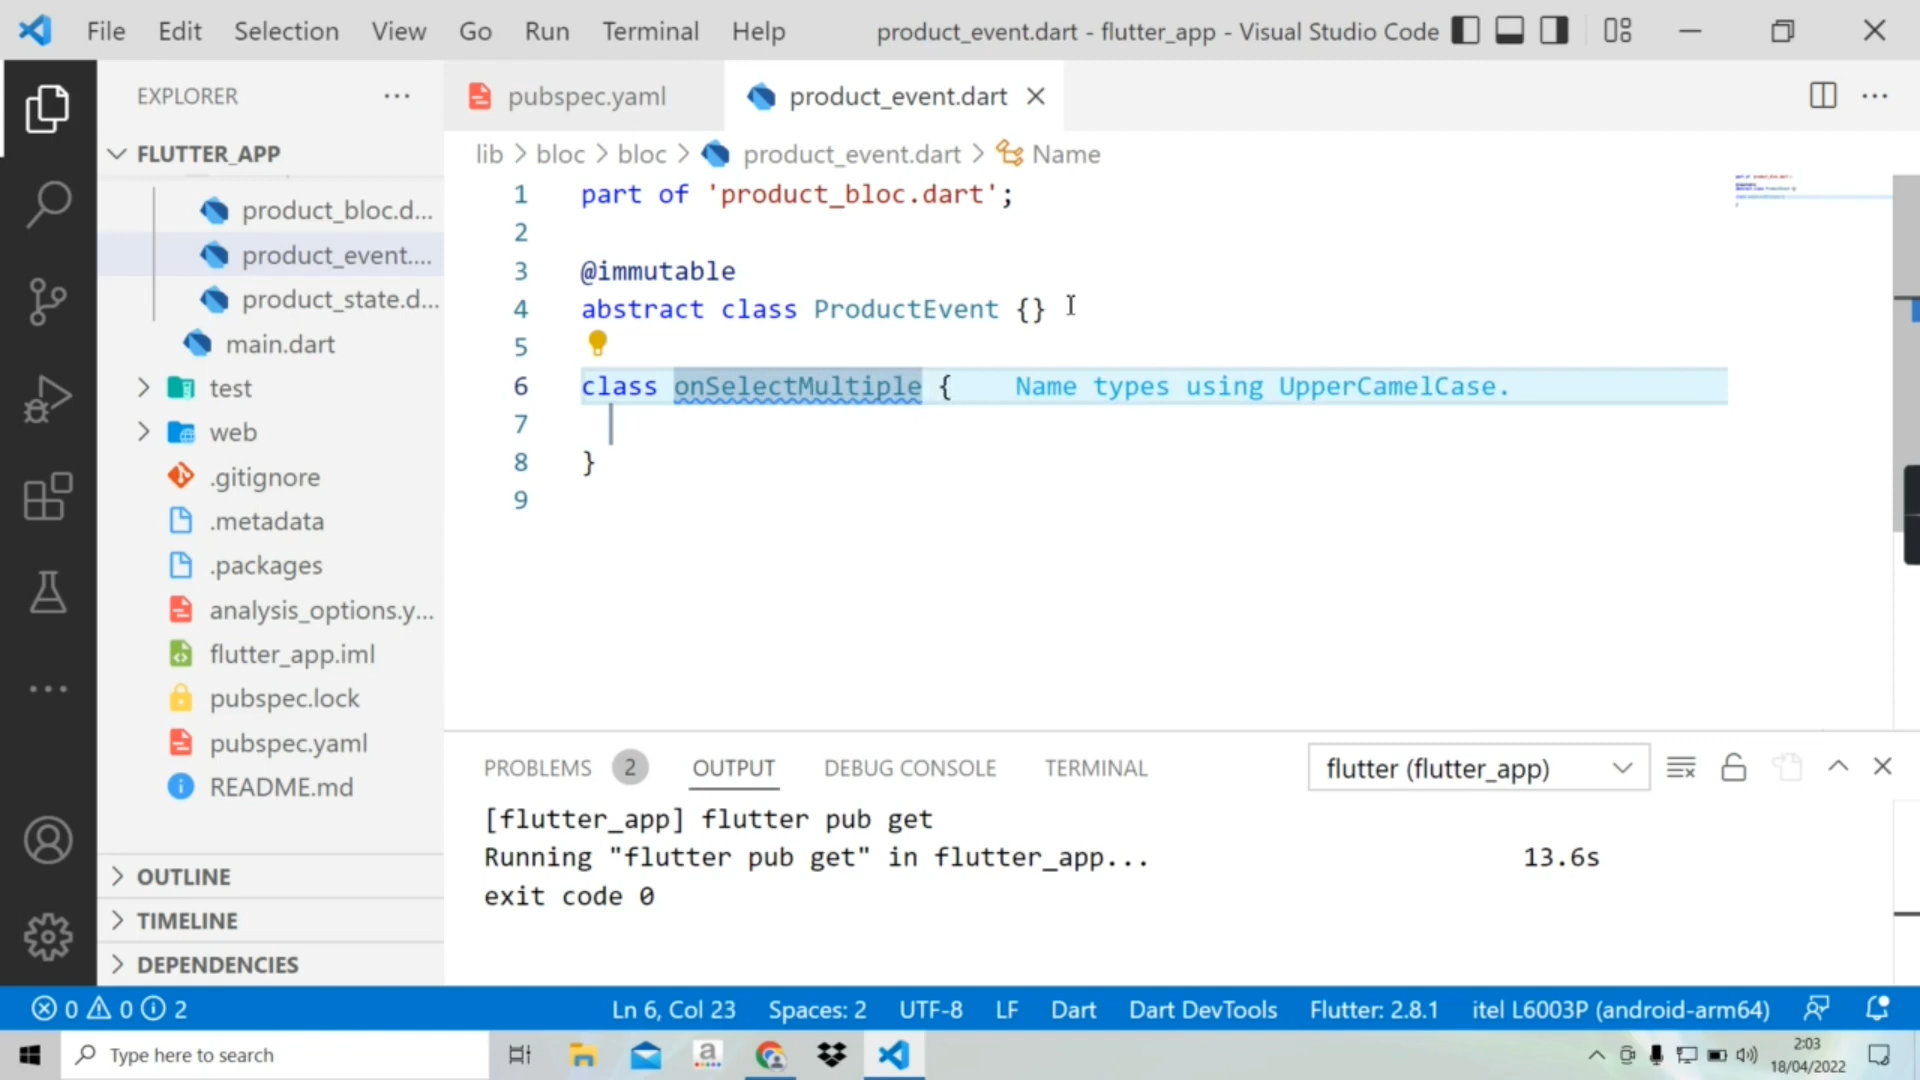 File Edit Selection View Go Run Terminal Help product_event.dart - flutter_app - Visual Studio Code
EXPLORER
FLUTTER_APP
product_bloc.d...
product_event....
product_state.d...
main.dart
test
web
.gitignore
.metadata
.packages
analysis_options.y...
flutter_app.iml
pubspec.lock
pubspec.yaml
README.md
OUTLINE
TIMELINE
DEPENDENCIES
pubspec.yaml product_event.dart
lib > bloc > bloc > product_event.dart > Name
1 part of 'product_bloc.dart';
2
3 @immutable
4 abstract class ProductEvent {}
5
6 class onSelectMultiple { Name types using UpperCamelCase.
7
8 }
9
PROBLEMS 2 OUTPUT DEBUG CONSOLE TERMINAL flutter (flutter_app)
[flutter_app] flutter pub get
Running "flutter pub get" in flutter_app... 13.6s
exit code 0
0 0 2 Ln 6, Col 23 Spaces: 2 UTF-8 LF Dart Dart DevTools Flutter: 2.8.1 itel L6003P (android-arm64)
Type here to search
2:03
18/04/2022